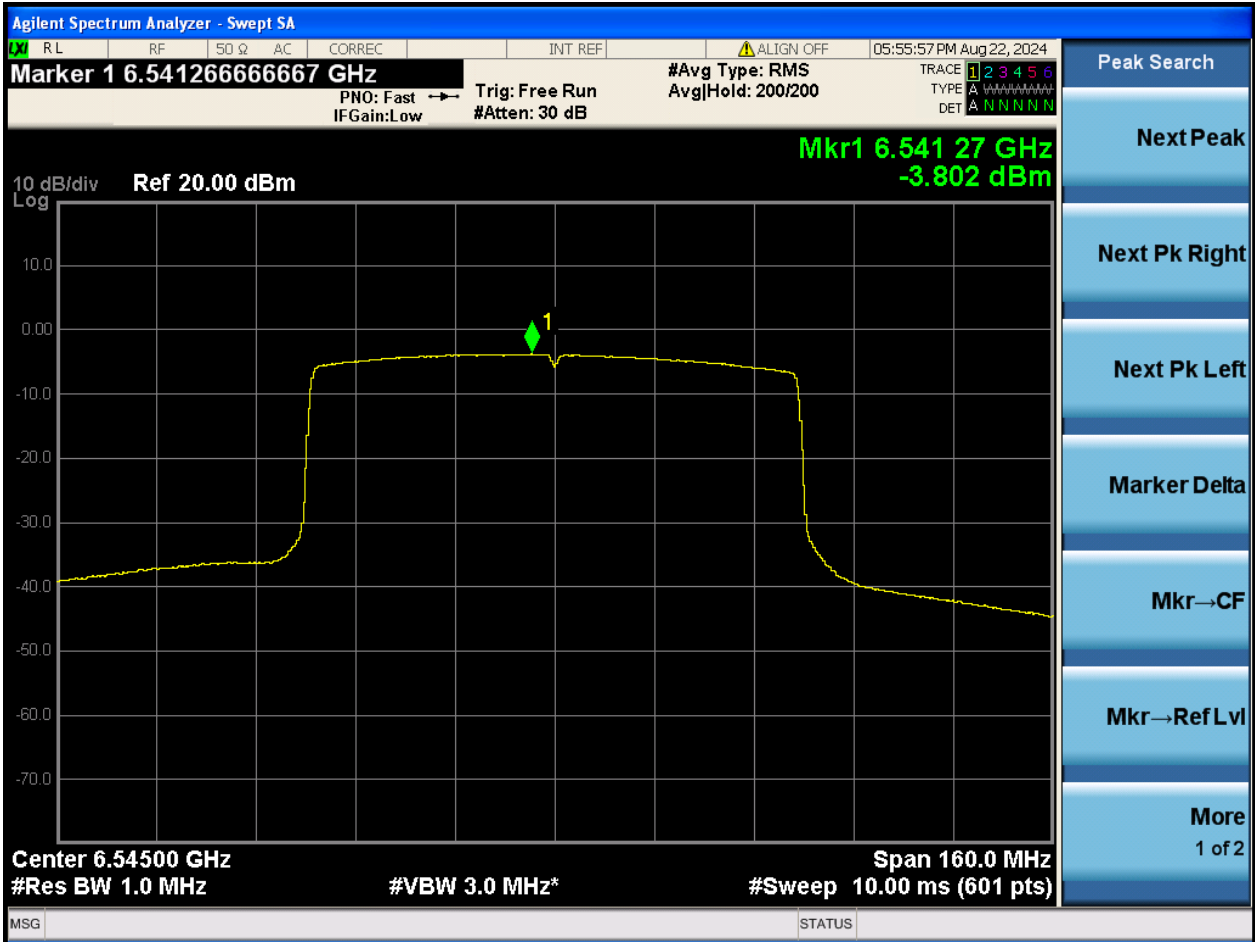 Agilent Spectrum Analyzer - Swept SA
LXI RL RF 50 Ω AC CORREC INT REF ALIGN OFF 05:55:57 PM Aug 22, 2024
Marker 1 6.541266666667 GHz
PNO: Fast
IFGain:Low
Trig: Free Run
#Atten: 30 dB
#Avg Type: RMS
Avg|Hold: 200/200
TRACE 1 2 3 4 5 6
TYPE A WWWWW
DET A N N N N N
Mkr1 6.541 27 GHz
-3.802 dBm
10 dB/div Ref 20.00 dBm
Log
10.0
0.00
-10.0
-20.0
-30.0
-40.0
-50.0
-60.0
-70.0
1
Center 6.54500 GHz Span 160.0 MHz
#Res BW 1.0 MHz #VBW 3.0 MHz* #Sweep 10.00 ms (601 pts)
MSG STATUS
Peak Search
Next Peak
Next Pk Right
Next Pk Left
Marker Delta
Mkr→CF
Mkr→Ref Lvl
More
1 of 2